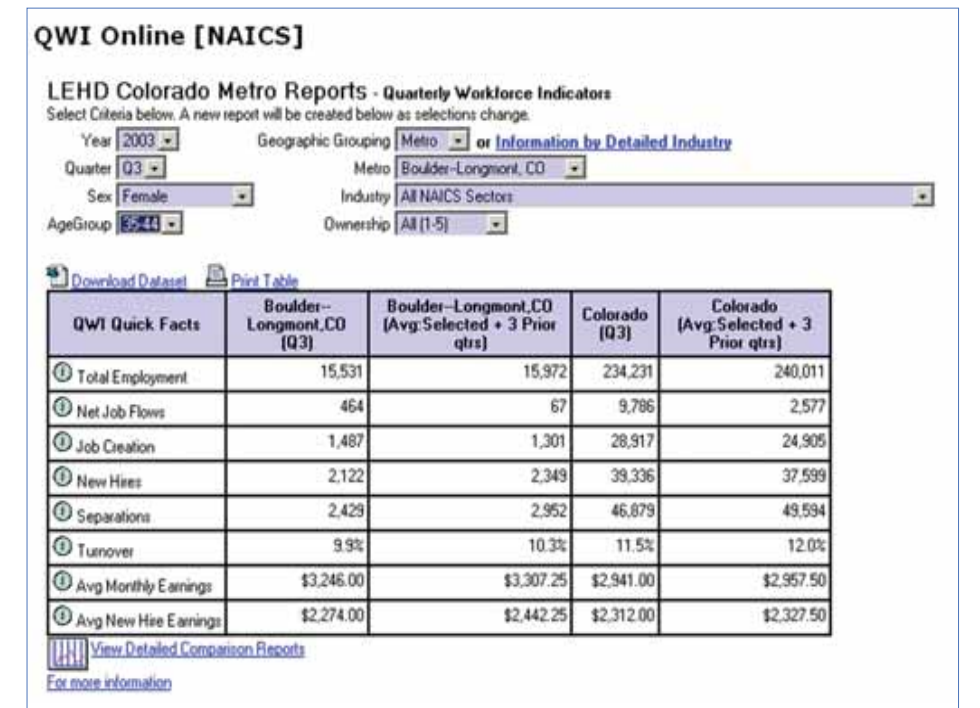 QWI Online [NAICS]
LEHD Colorado Metro Reports - Quarterly Workforce Indicators
Select Criteria below. A new report will be created below as selections change.
Year 2003 Geographic Grouping Metro or Information by Detailed Industry
Quarter Q3 Metro Boulder--Longmont, CO
Sex Female Industry All NAICS Sectors
AgeGroup 35-44 Ownership All (1-5)
Download Dataset Print Table
QWI Quick Facts Boulder--Longmont,CO (Q3) Boulder--Longmont,CO (Avg:Selected + 3 Prior qtrs) Colorado (Q3) Colorado (Avg:Selected + 3 Prior qtrs)
Total Employment 15,531 15,972 234,231 240,011
Net Job Flows 464 67 9,786 2,577
Job Creation 1,487 1,301 28,917 24,905
New Hires 2,122 2,349 39,336 37,599
Separations 2,429 2,952 46,879 49,594
Turnover 9.9% 10.3% 11.5% 12.0%
Avg Monthly Earnings $3,246.00 $3,307.25 $2,941.00 $2,957.50
Avg New Hire Earnings $2,274.00 $2,442.25 $2,312.00 $2,327.50
View Detailed Comparison Reports
For more information